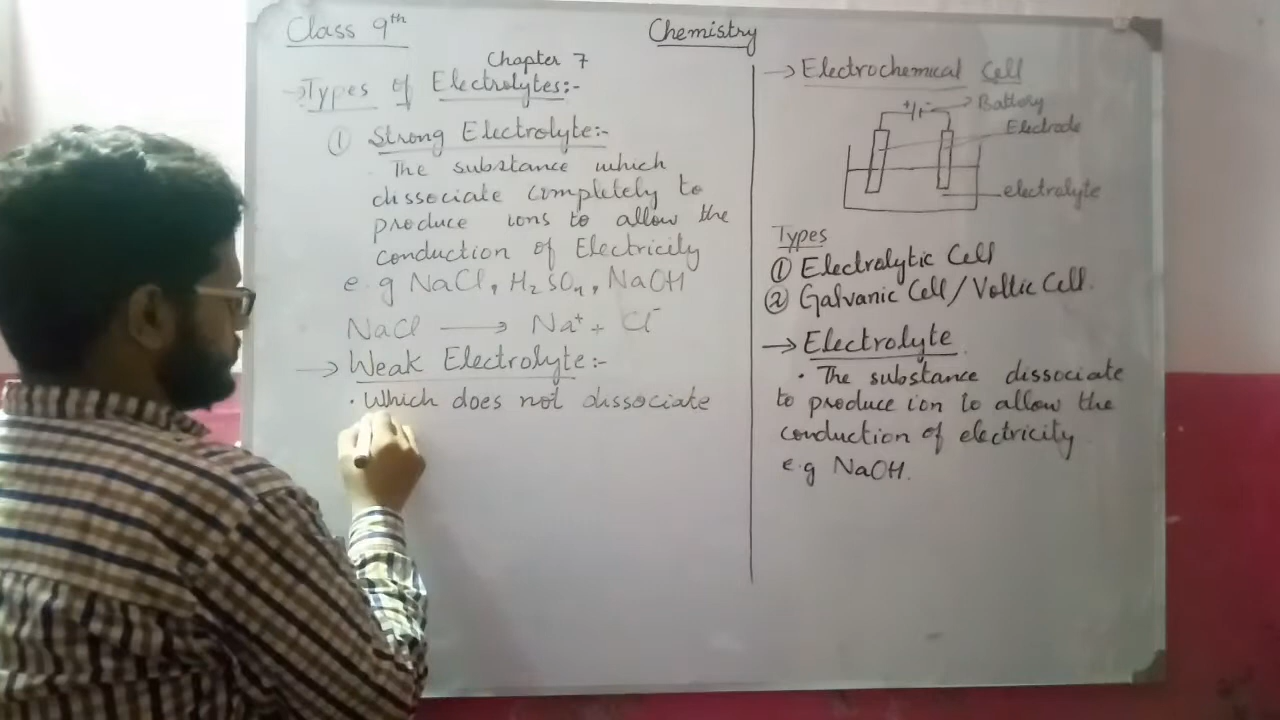 Class 9th
Chemistry
Chapter 7
→ Types of Electrolytes:-
① Strong Electrolyte:-
The substance which
dissociate completely to
produce ions to allow the
conduction of Electricity
e.g NaCl, H₂SO₄, NaOH
NaCl → Na⁺ + Cl⁻
→ Weak Electrolyte:-
· Which does not dissociate
→ Electrochemical Cell
+ -
Battery
Electrode
electrolyte
Types
① Electrolytic Cell
② Galvanic Cell/Voltic Cell.
→ Electrolyte
· The substance dissociate
to produce ion to allow the
conduction of electricity
e.g NaOH.